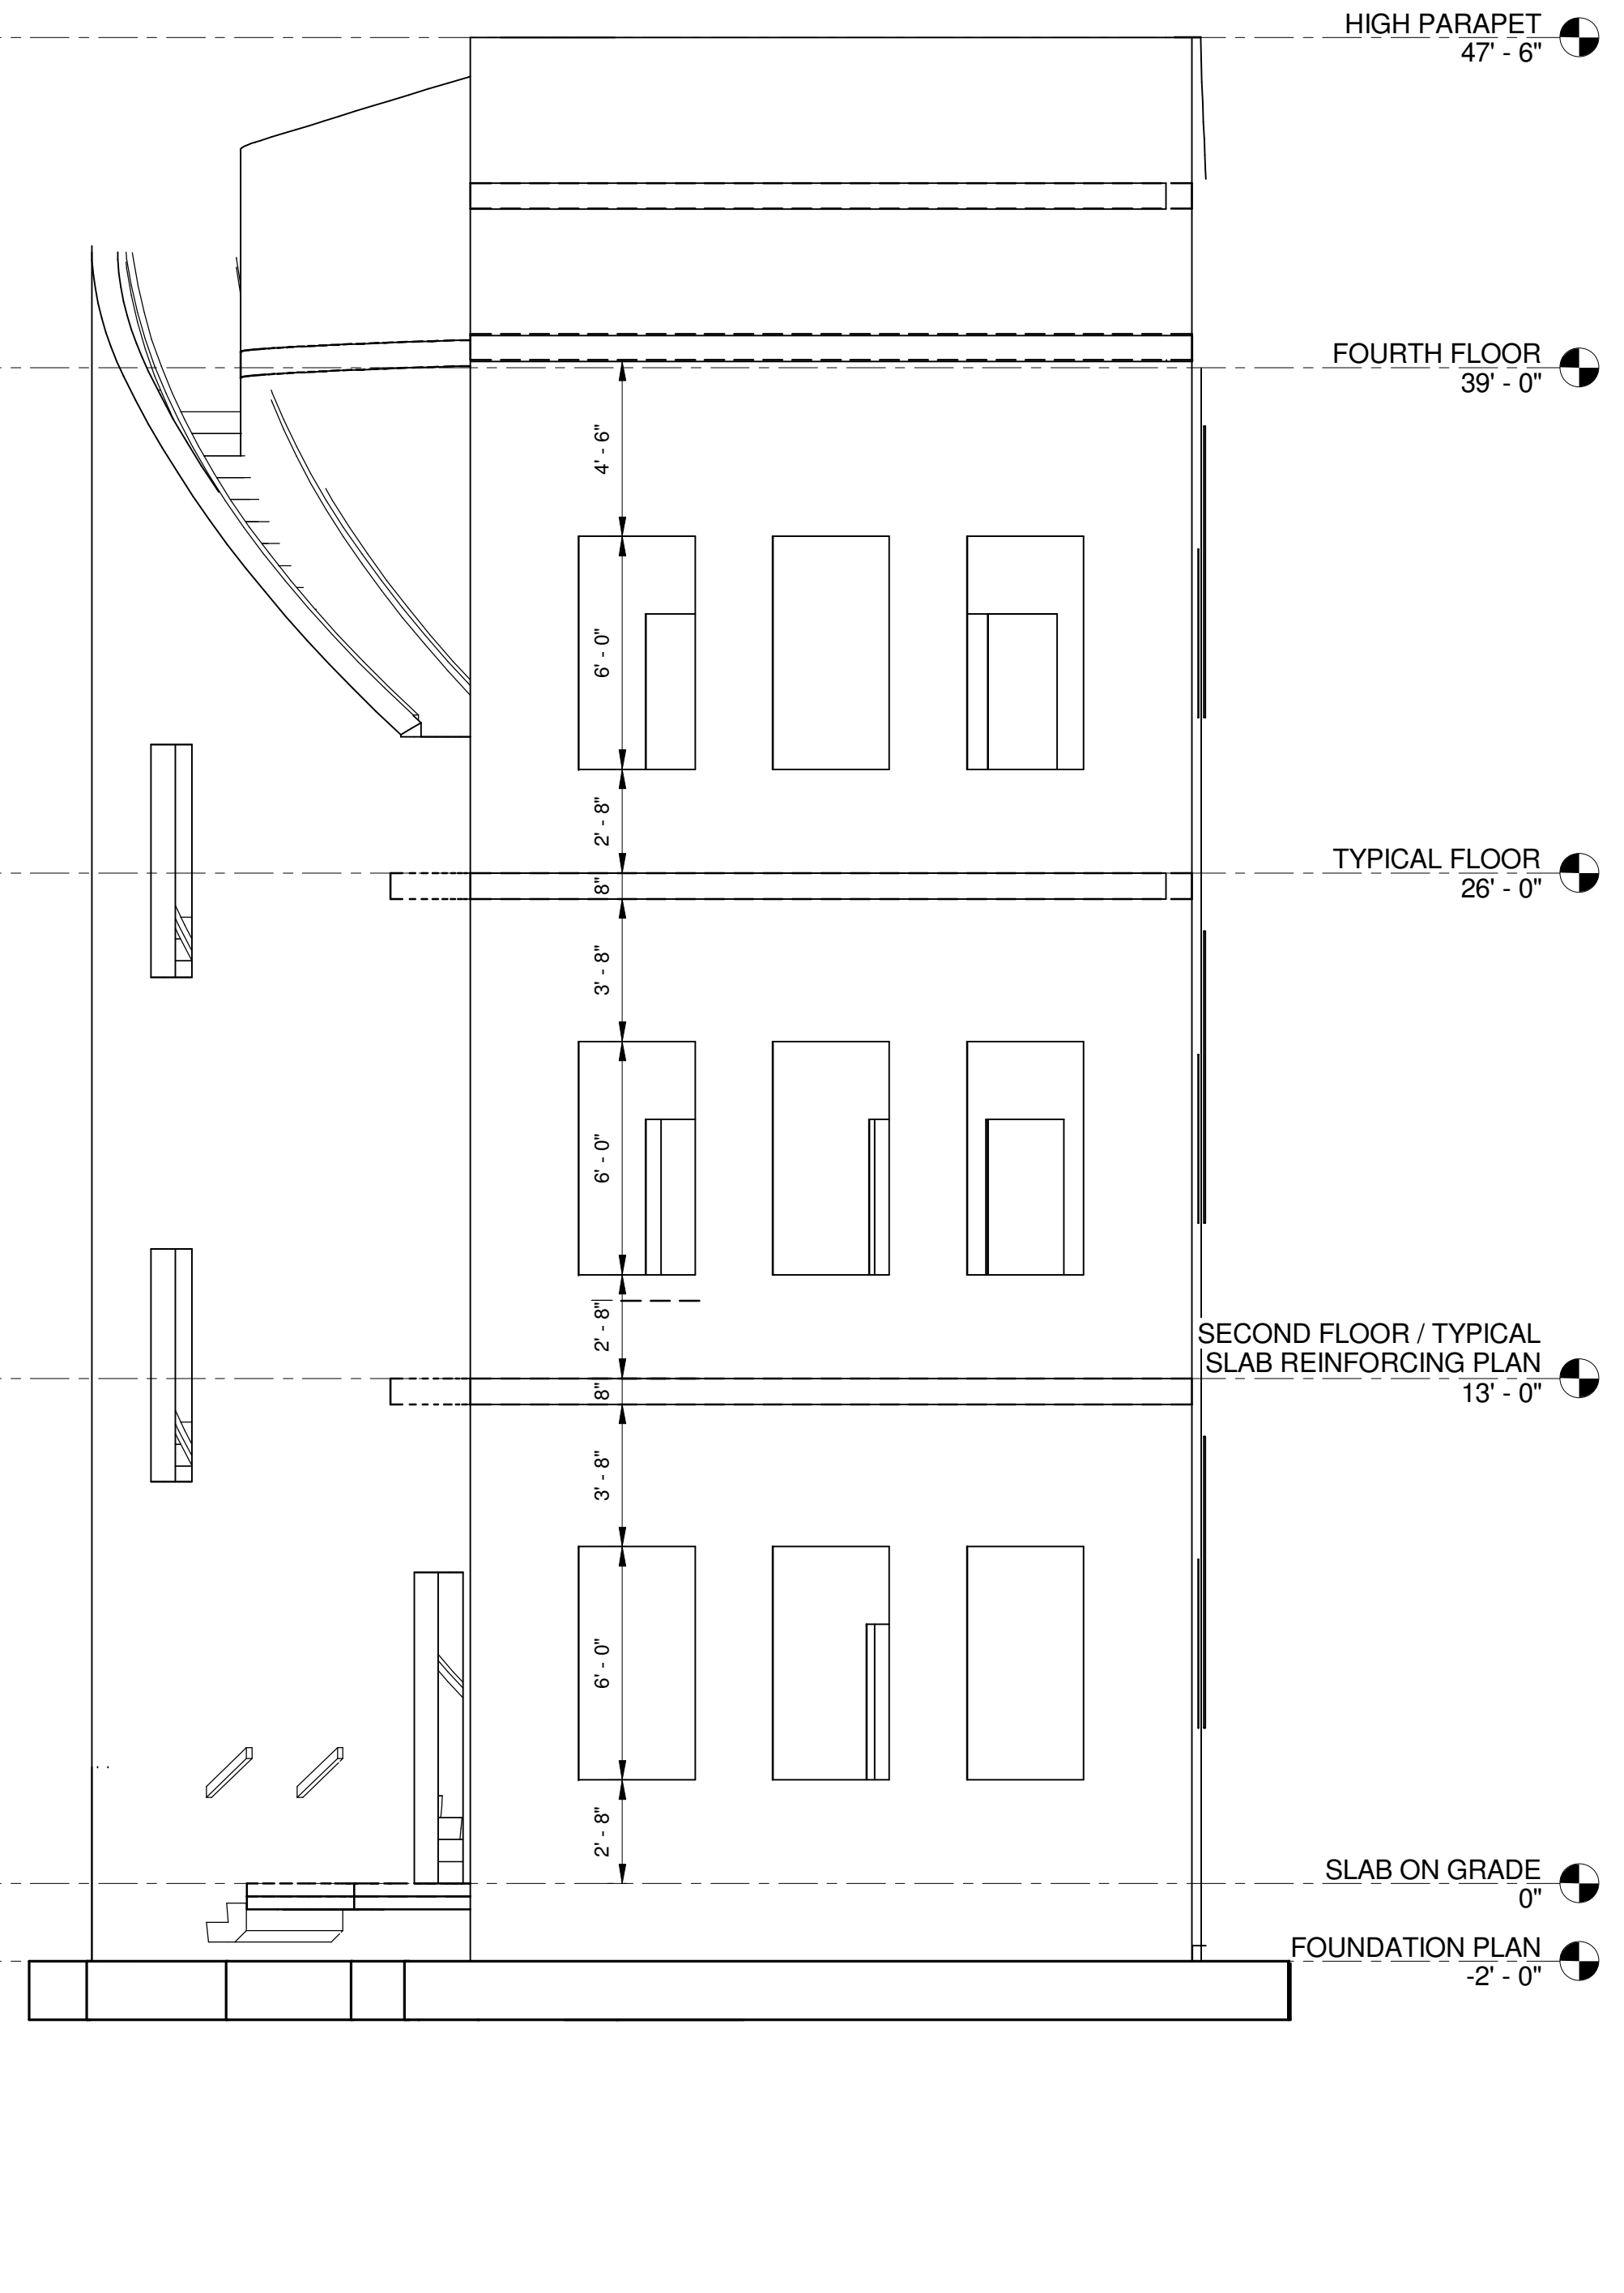 HIGH PARAPET
47' - 6"
FOURTH FLOOR
39' - 0"
4' - 6"
6' - 0"
2' - 8"
TYPICAL FLOOR
26' - 0"
8"
3' - 8"
6' - 0"
2' - 8"
SECOND FLOOR / TYPICAL
SLAB REINFORCING PLAN
13' - 0"
8"
3' - 8"
6' - 0"
2' - 8"
SLAB ON GRADE
0"
FOUNDATION PLAN
-2' - 0"